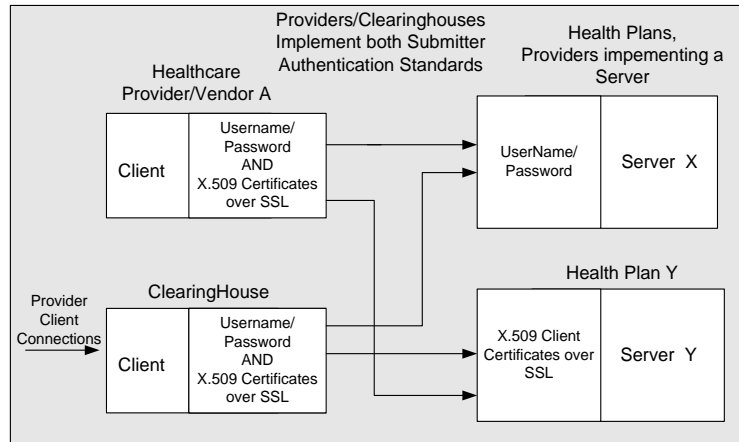 Providers/Clearinghouses
Implement both Submitter
Authentication Standards
Health Plans,
Providers impementing a
Server
Healthcare
Provider/Vendor A
Client
Username/
Password
AND
X.509 Certificates
over SSL
UserName/
Password
Server X
ClearingHouse
Health Plan Y
Provider
Client
Connections
Client
Username/
Password
AND
X.509 Certificates
over SSL
X.509 Client
Certificates over
SSL
Server Y